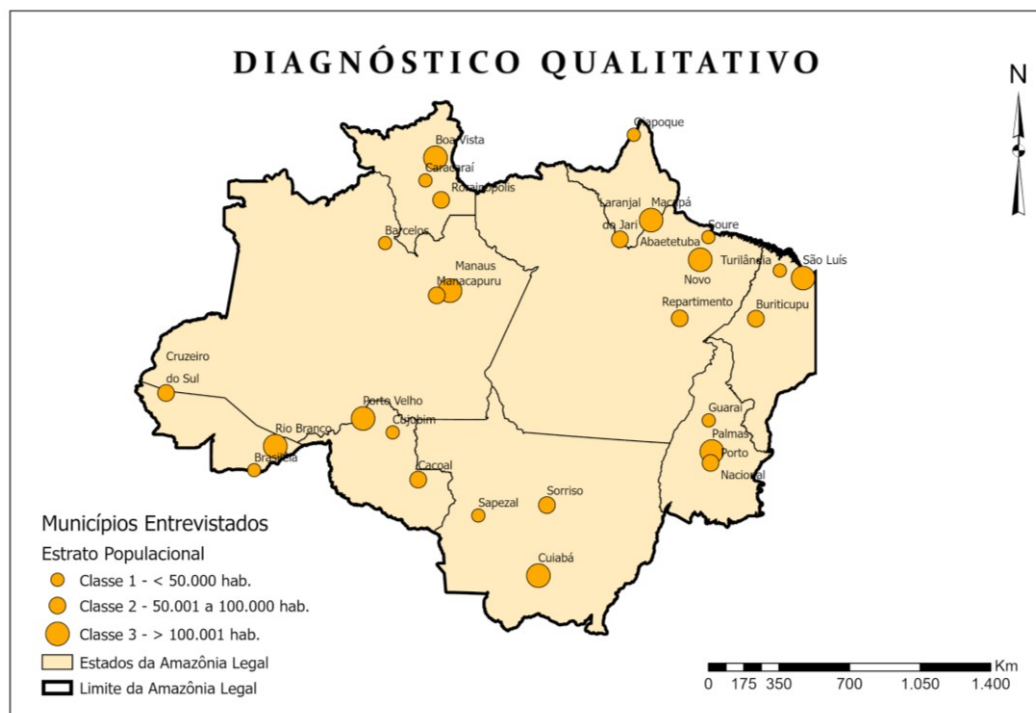 DIAGNÓSTICO QUALITATIVO
N
Oiapoque
Boa Vista
Caracaraí
Rorainópolis
Laranjal
do Jari
Macapá
Soure
Barcelos
Abaetetuba
Turilândia
São Luís
Manaus
Manacapuru
Novo
Repartimento
Buriticupu
Cruzeiro
do Sul
Porto Velho
Cujobim
Guaraí
Rio Branco
Palmas
Brasileia
Porto
Nacional
Cacoal
Sapezal
Sorriso
Cuiabá
Municípios Entrevistados
Estrato Populacional
Classe 1 - < 50.000 hab.
Classe 2 - 50.001 a 100.000 hab.
Classe 3 - > 100.001 hab.
Estados da Amazônia Legal
Limite da Amazônia Legal
Km
0 175 350 700 1.050 1.400